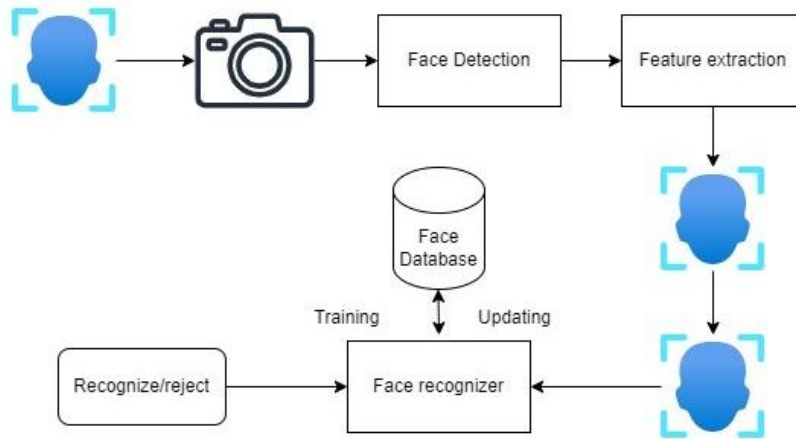 Face Detection
Feature extraction
Face
Database
Training
Updating
Recognize/reject
Face recognizer